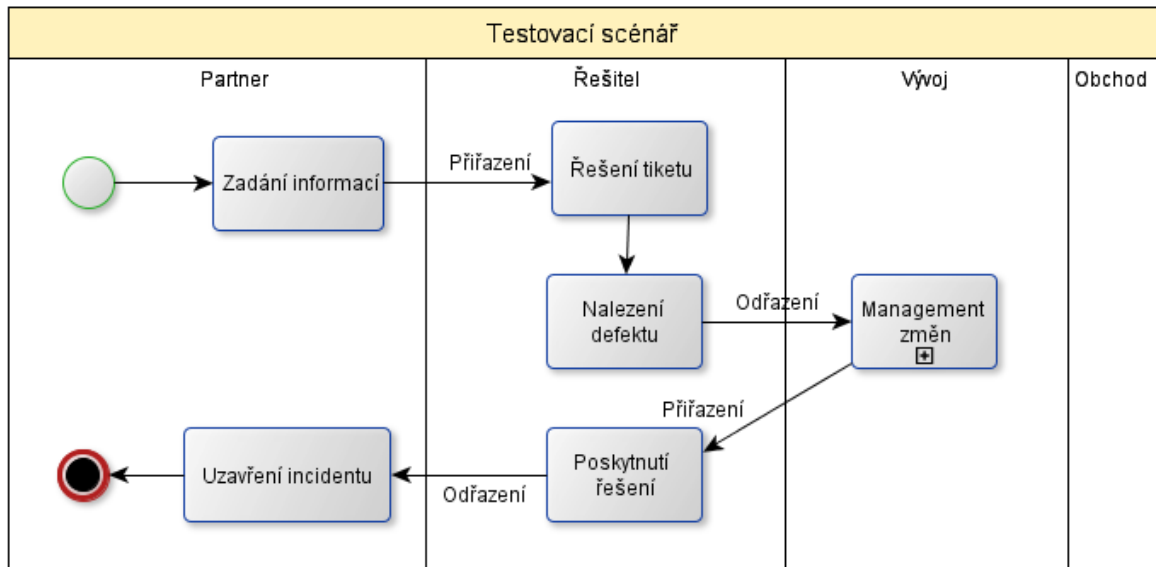 Testovací scénář
Partner
Řešitel
Vývoj
Obchod
Zadání informací
Přiřazení
Řešení tiketu
Nalezení
defektu
Odřazení
Management
změn
Přiřazení
Poskytnutí
řešení
Odřazení
Uzavření incidentu